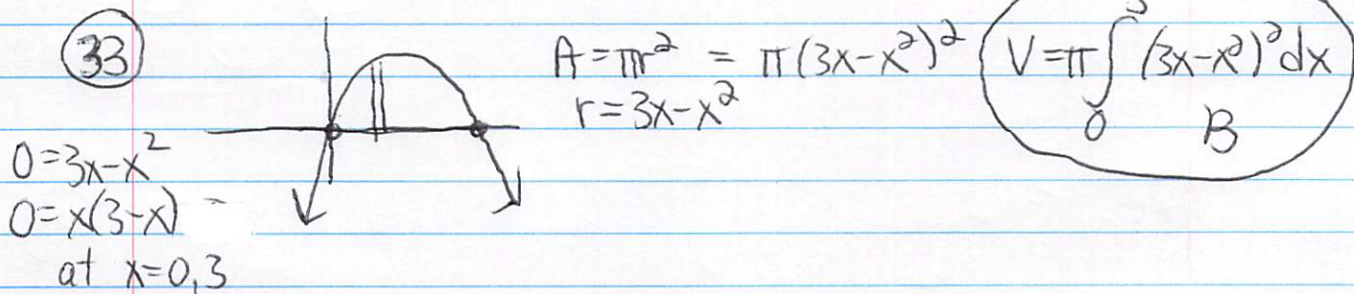 33
A = πr² = π(3x-x²)²
r = 3x-x²
V = π∫₀³ (3x-x²)² dx
B
0 = 3x-x²
0 = x(3-x)
at x=0,3